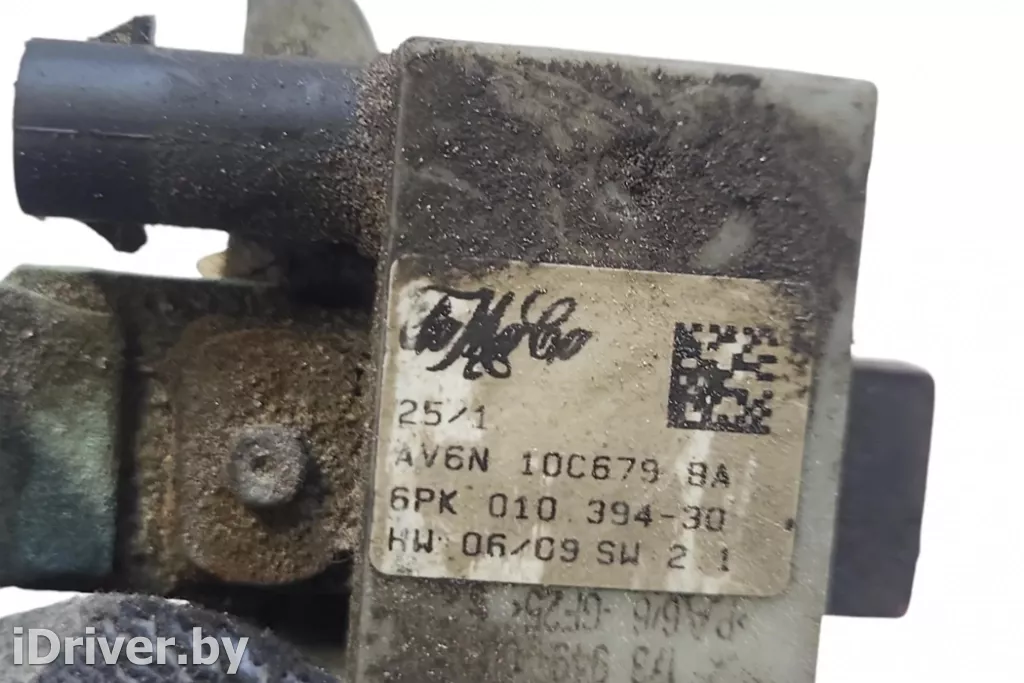 25/1
AV6N 10C679 BA
6PK 010 394-30
HW 06/09 SW 2 1
iDriver.by